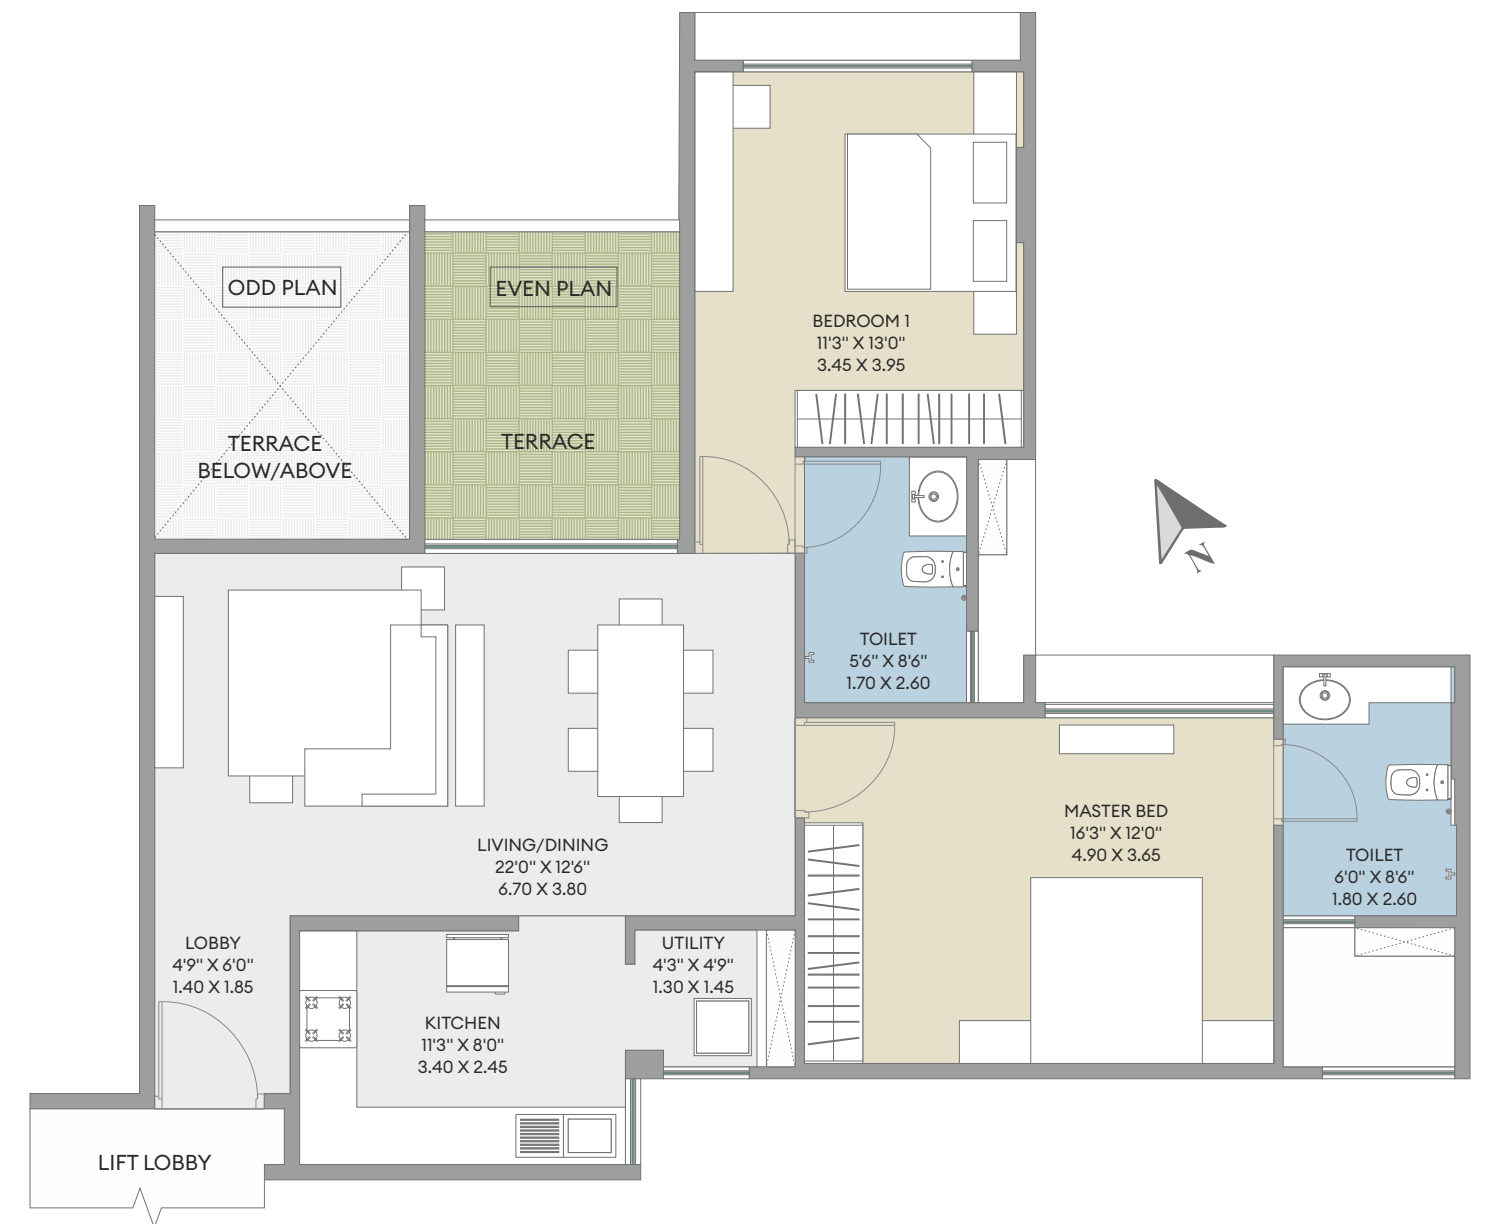 ODD PLAN
TERRACE
BELOW/ABOVE
EVEN PLAN
TERRACE
BEDROOM 1
11'3" X 13'0"
3.45 X 3.95
N
TOILET
5'6" X 8'6"
1.70 X 2.60
LIVING/DINING
22'0" X 12'6"
6.70 X 3.80
MASTER BED
16'3" X 12'0"
4.90 X 3.65
TOILET
6'0" X 8'6"
1.80 X 2.60
LOBBY
4'9" X 6'0"
1.40 X 1.85
KITCHEN
11'3" X 8'0"
3.40 X 2.45
UTILITY
4'3" X 4'9"
1.30 X 1.45
LIFT LOBBY